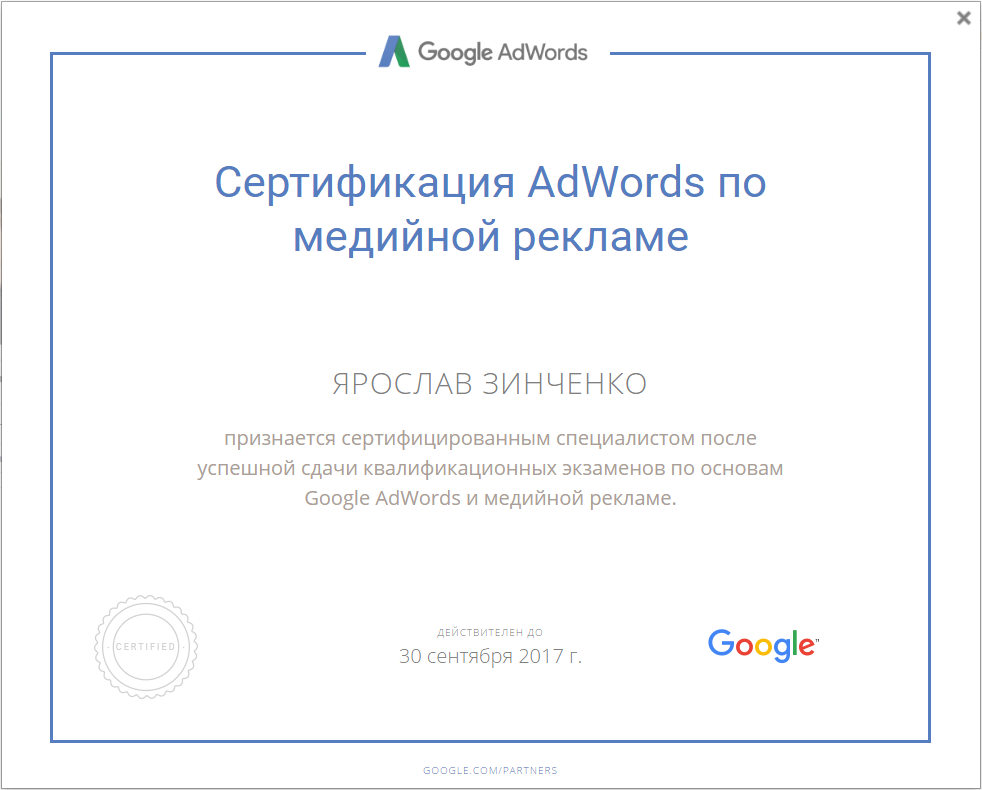 Google AdWords
Сертификация AdWords по
медийной рекламе
ЯРОСЛАВ ЗИНЧЕНКО
признается сертифицированным специалистом после
успешной сдачи квалификационных экзаменов по основам
Google AdWords и медийной рекламе.
· CERTIFIED ·
ДЕЙСТВИТЕЛЕН ДО
30 сентября 2017 г.
Google™
GOOGLE.COM/PARTNERS